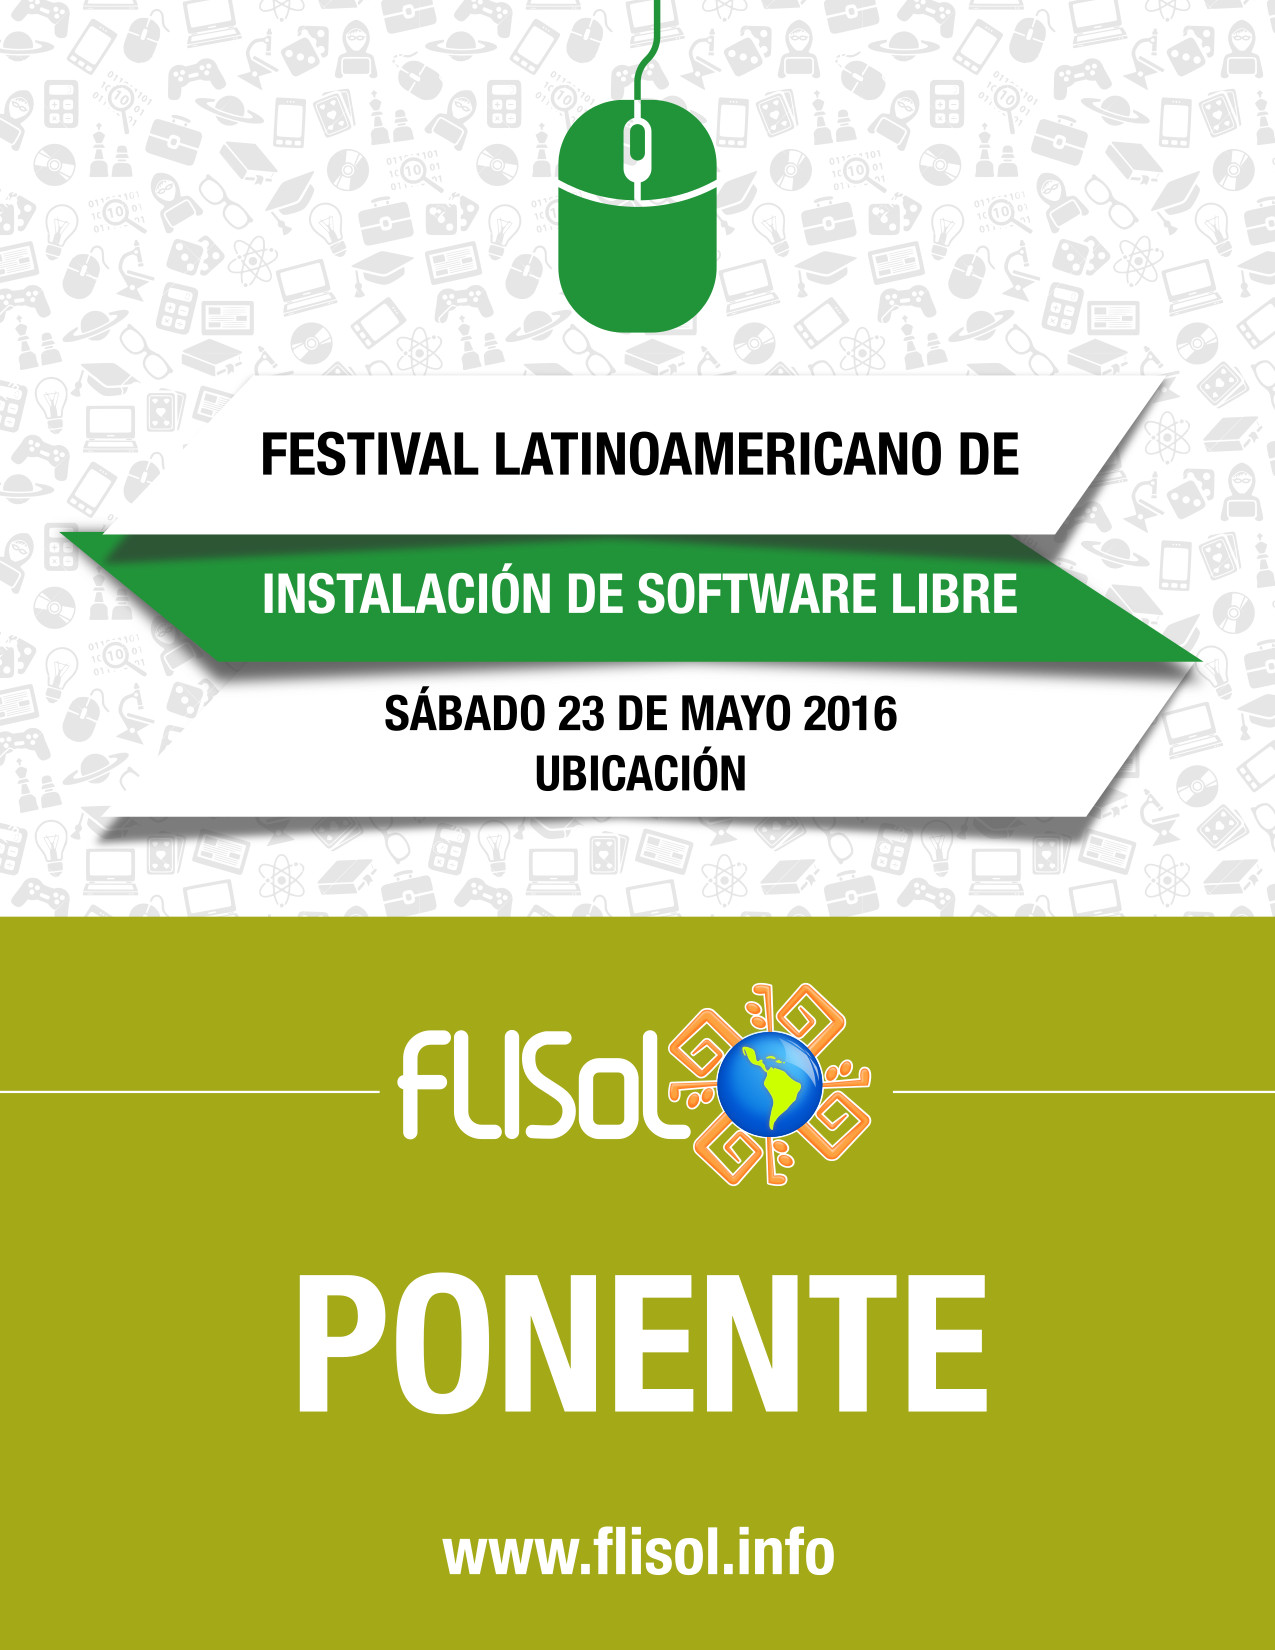 FESTIVAL LATINOAMERICANO DE
INSTALACIÓN DE SOFTWARE LIBRE
SÁBADO 23 DE MAYO 2016
UBICACIÓN
FLISoL
PONENTE
www.flisol.info